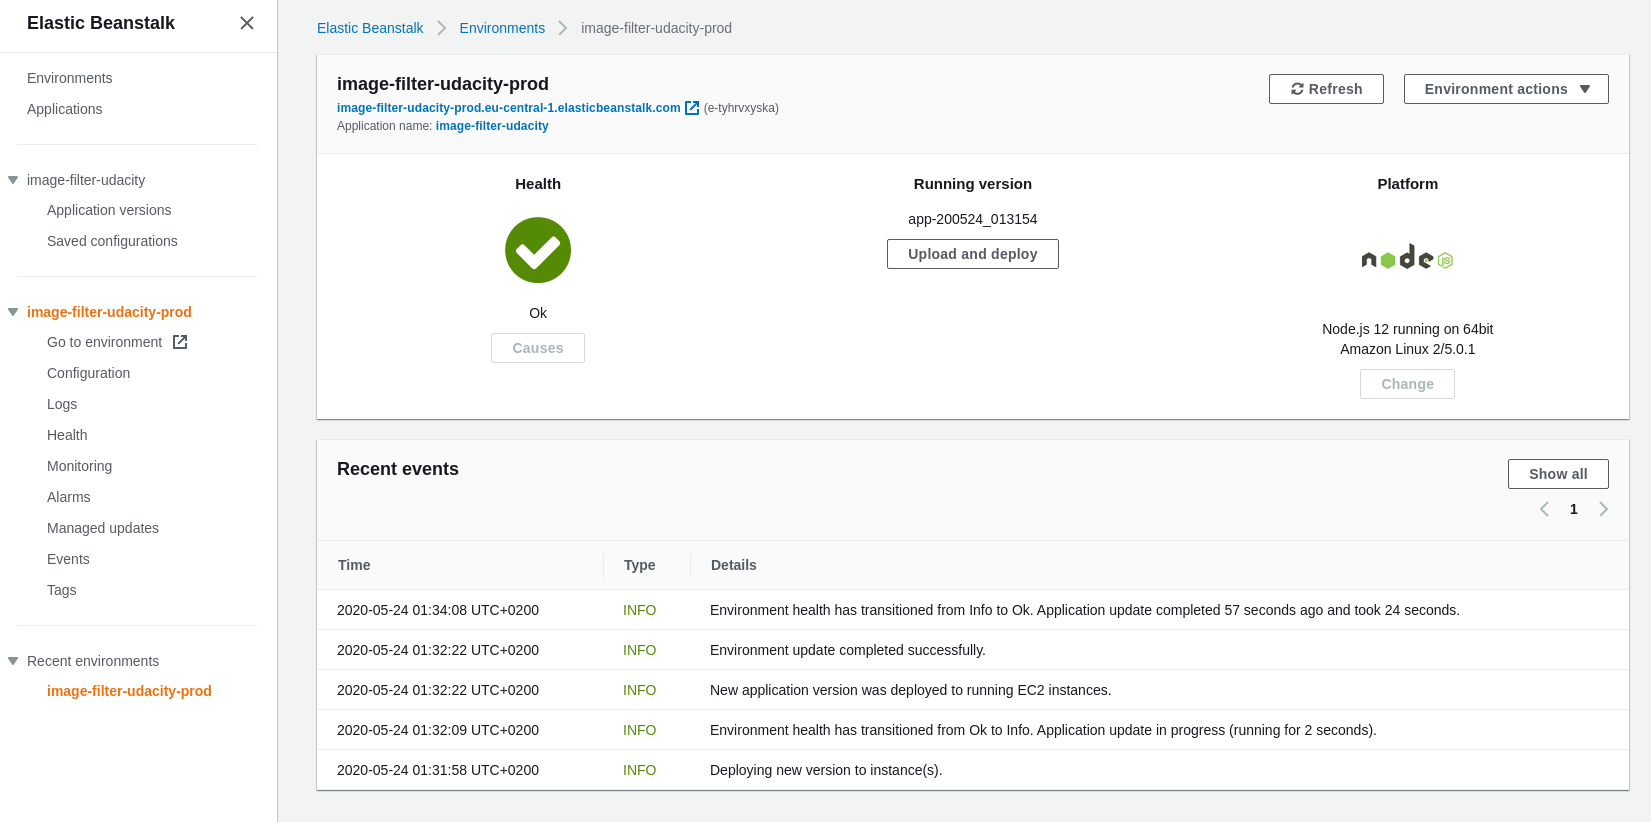 Elastic Beanstalk
Environments
Applications
image-filter-udacity
Application versions
Saved configurations
image-filter-udacity-prod
Go to environment
Configuration
Logs
Health
Monitoring
Alarms
Managed updates
Events
Tags
Recent environments
image-filter-udacity-prod
Elastic Beanstalk Environments image-filter-udacity-prod
image-filter-udacity-prod
Refresh
Environment actions
image-filter-udacity-prod.eu-central-1.elasticbeanstalk.com (e-tyhrvxyska)
Application name: image-filter-udacity
Health
Ok
Causes
Running version
app-200524_013154
Upload and deploy
Platform
node JS
Node.js 12 running on 64bit
Amazon Linux 2/5.0.1
Change
Recent events
Show all
1
Time Type Details
2020-05-24 01:34:08 UTC+0200 INFO Environment health has transitioned from Info to Ok. Application update completed 57 seconds ago and took 24 seconds.
2020-05-24 01:32:22 UTC+0200 INFO Environment update completed successfully.
2020-05-24 01:32:22 UTC+0200 INFO New application version was deployed to running EC2 instances.
2020-05-24 01:32:09 UTC+0200 INFO Environment health has transitioned from Ok to Info. Application update in progress (running for 2 seconds).
2020-05-24 01:31:58 UTC+0200 INFO Deploying new version to instance(s).